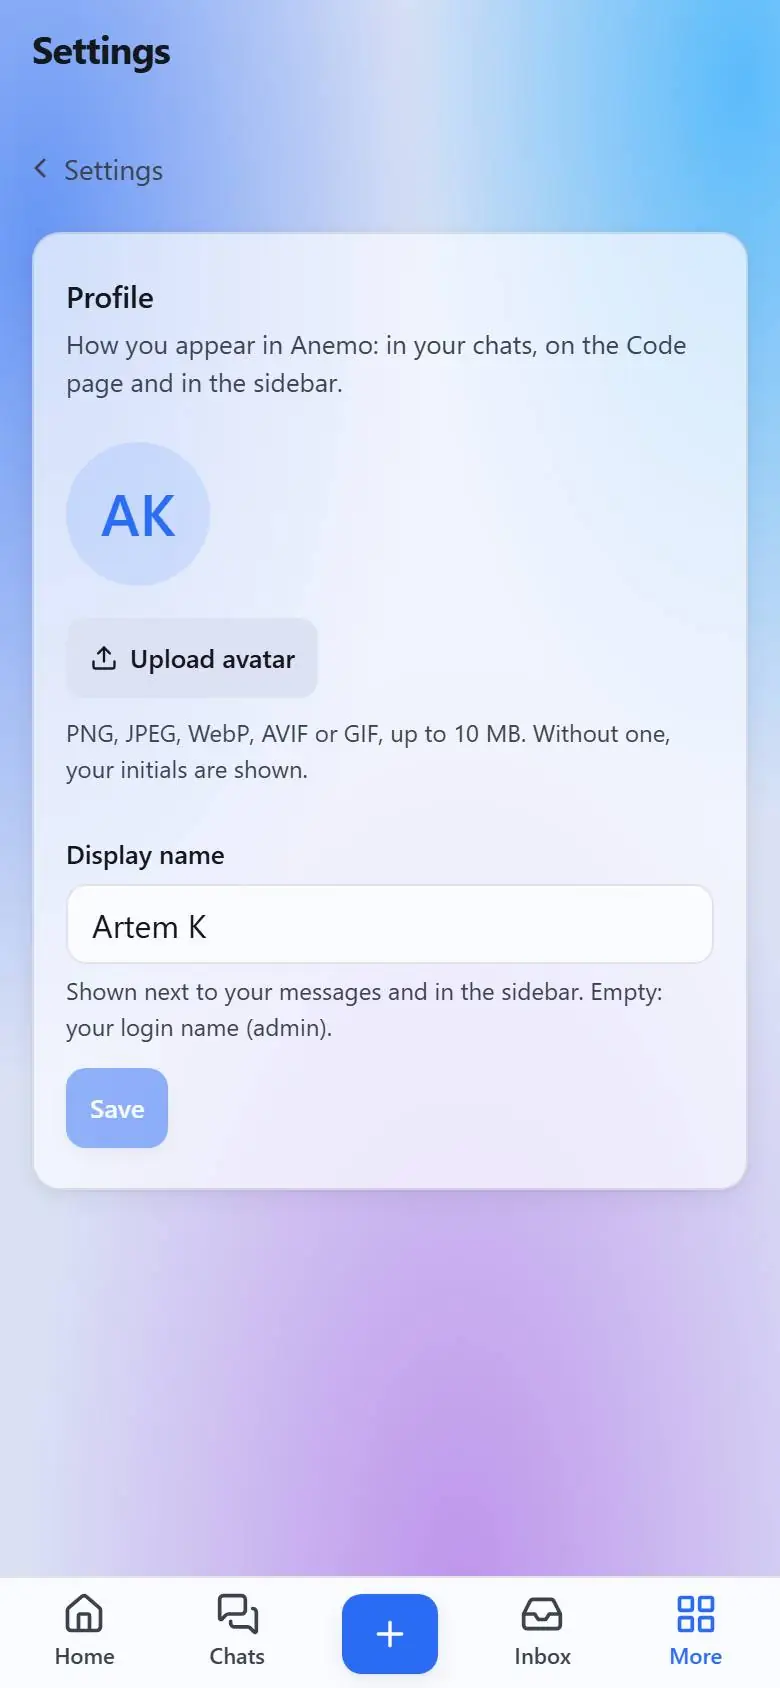 Settings
Settings
Profile
How you appear in Anemo: in your chats, on the Code
page and in the sidebar.
AK
Upload avatar
PNG, JPEG, WebP, AVIF or GIF, up to 10 MB. Without one,
your initials are shown.
Display name
Artem K
Shown next to your messages and in the sidebar. Empty:
your login name (admin).
Save
Home
Chats
Inbox
More